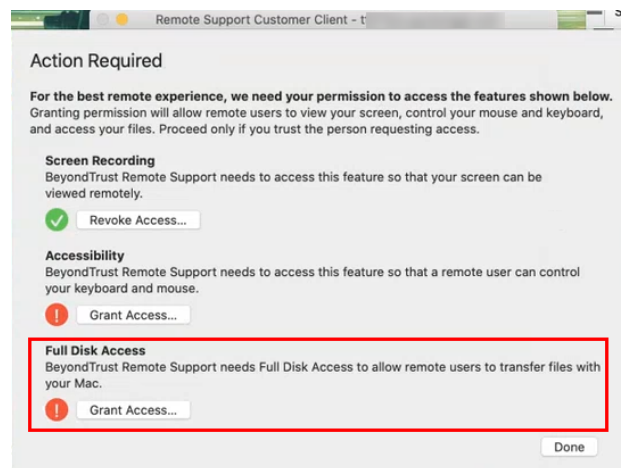 Remote Support Customer Client -
Action Required
For the best remote experience, we need your permission to access the features shown below.
Granting permission will allow remote users to view your screen, control your mouse and keyboard,
and access your files. Proceed only if you trust the person requesting access.
Screen Recording
BeyondTrust Remote Support needs to access this feature so that your screen can be
viewed remotely.
Revoke Access...
Accessibility
BeyondTrust Remote Support needs to access this feature so that a remote user can control
your keyboard and mouse.
Grant Access...
Full Disk Access
BeyondTrust Remote Support needs Full Disk Access to allow remote users to transfer files with
your Mac.
Grant Access...
Done